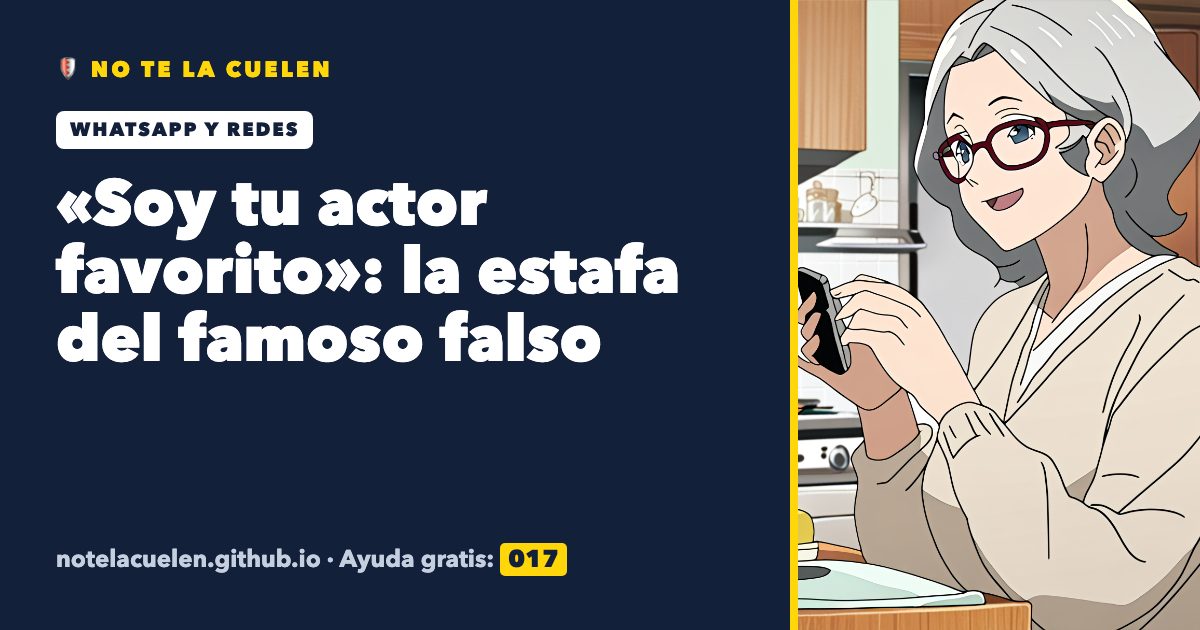 NO TE LA CUELEN
WHATSAPP Y REDES
«Soy tu actor
favorito»: la estafa
del famoso falso
notelacuelen.github.io · Ayuda gratis: 017